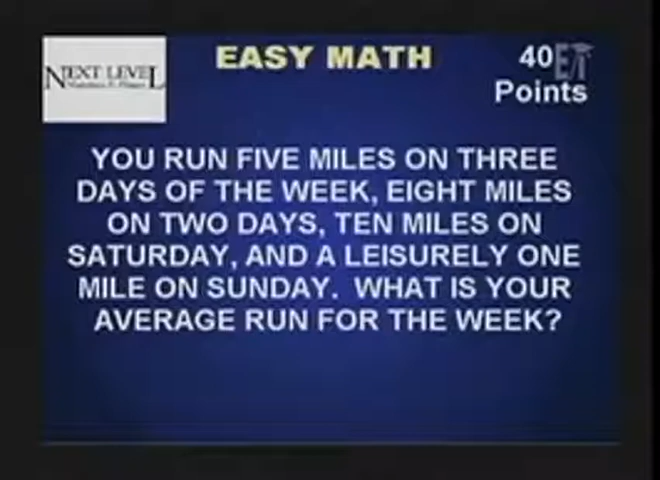 NEXT LEVEL
EASY MATH
40
Points
YOU RUN FIVE MILES ON THREE
DAYS OF THE WEEK, EIGHT MILES
ON TWO DAYS, TEN MILES ON
SATURDAY, AND A LEISURELY ONE
MILE ON SUNDAY. WHAT IS YOUR
AVERAGE RUN FOR THE WEEK?